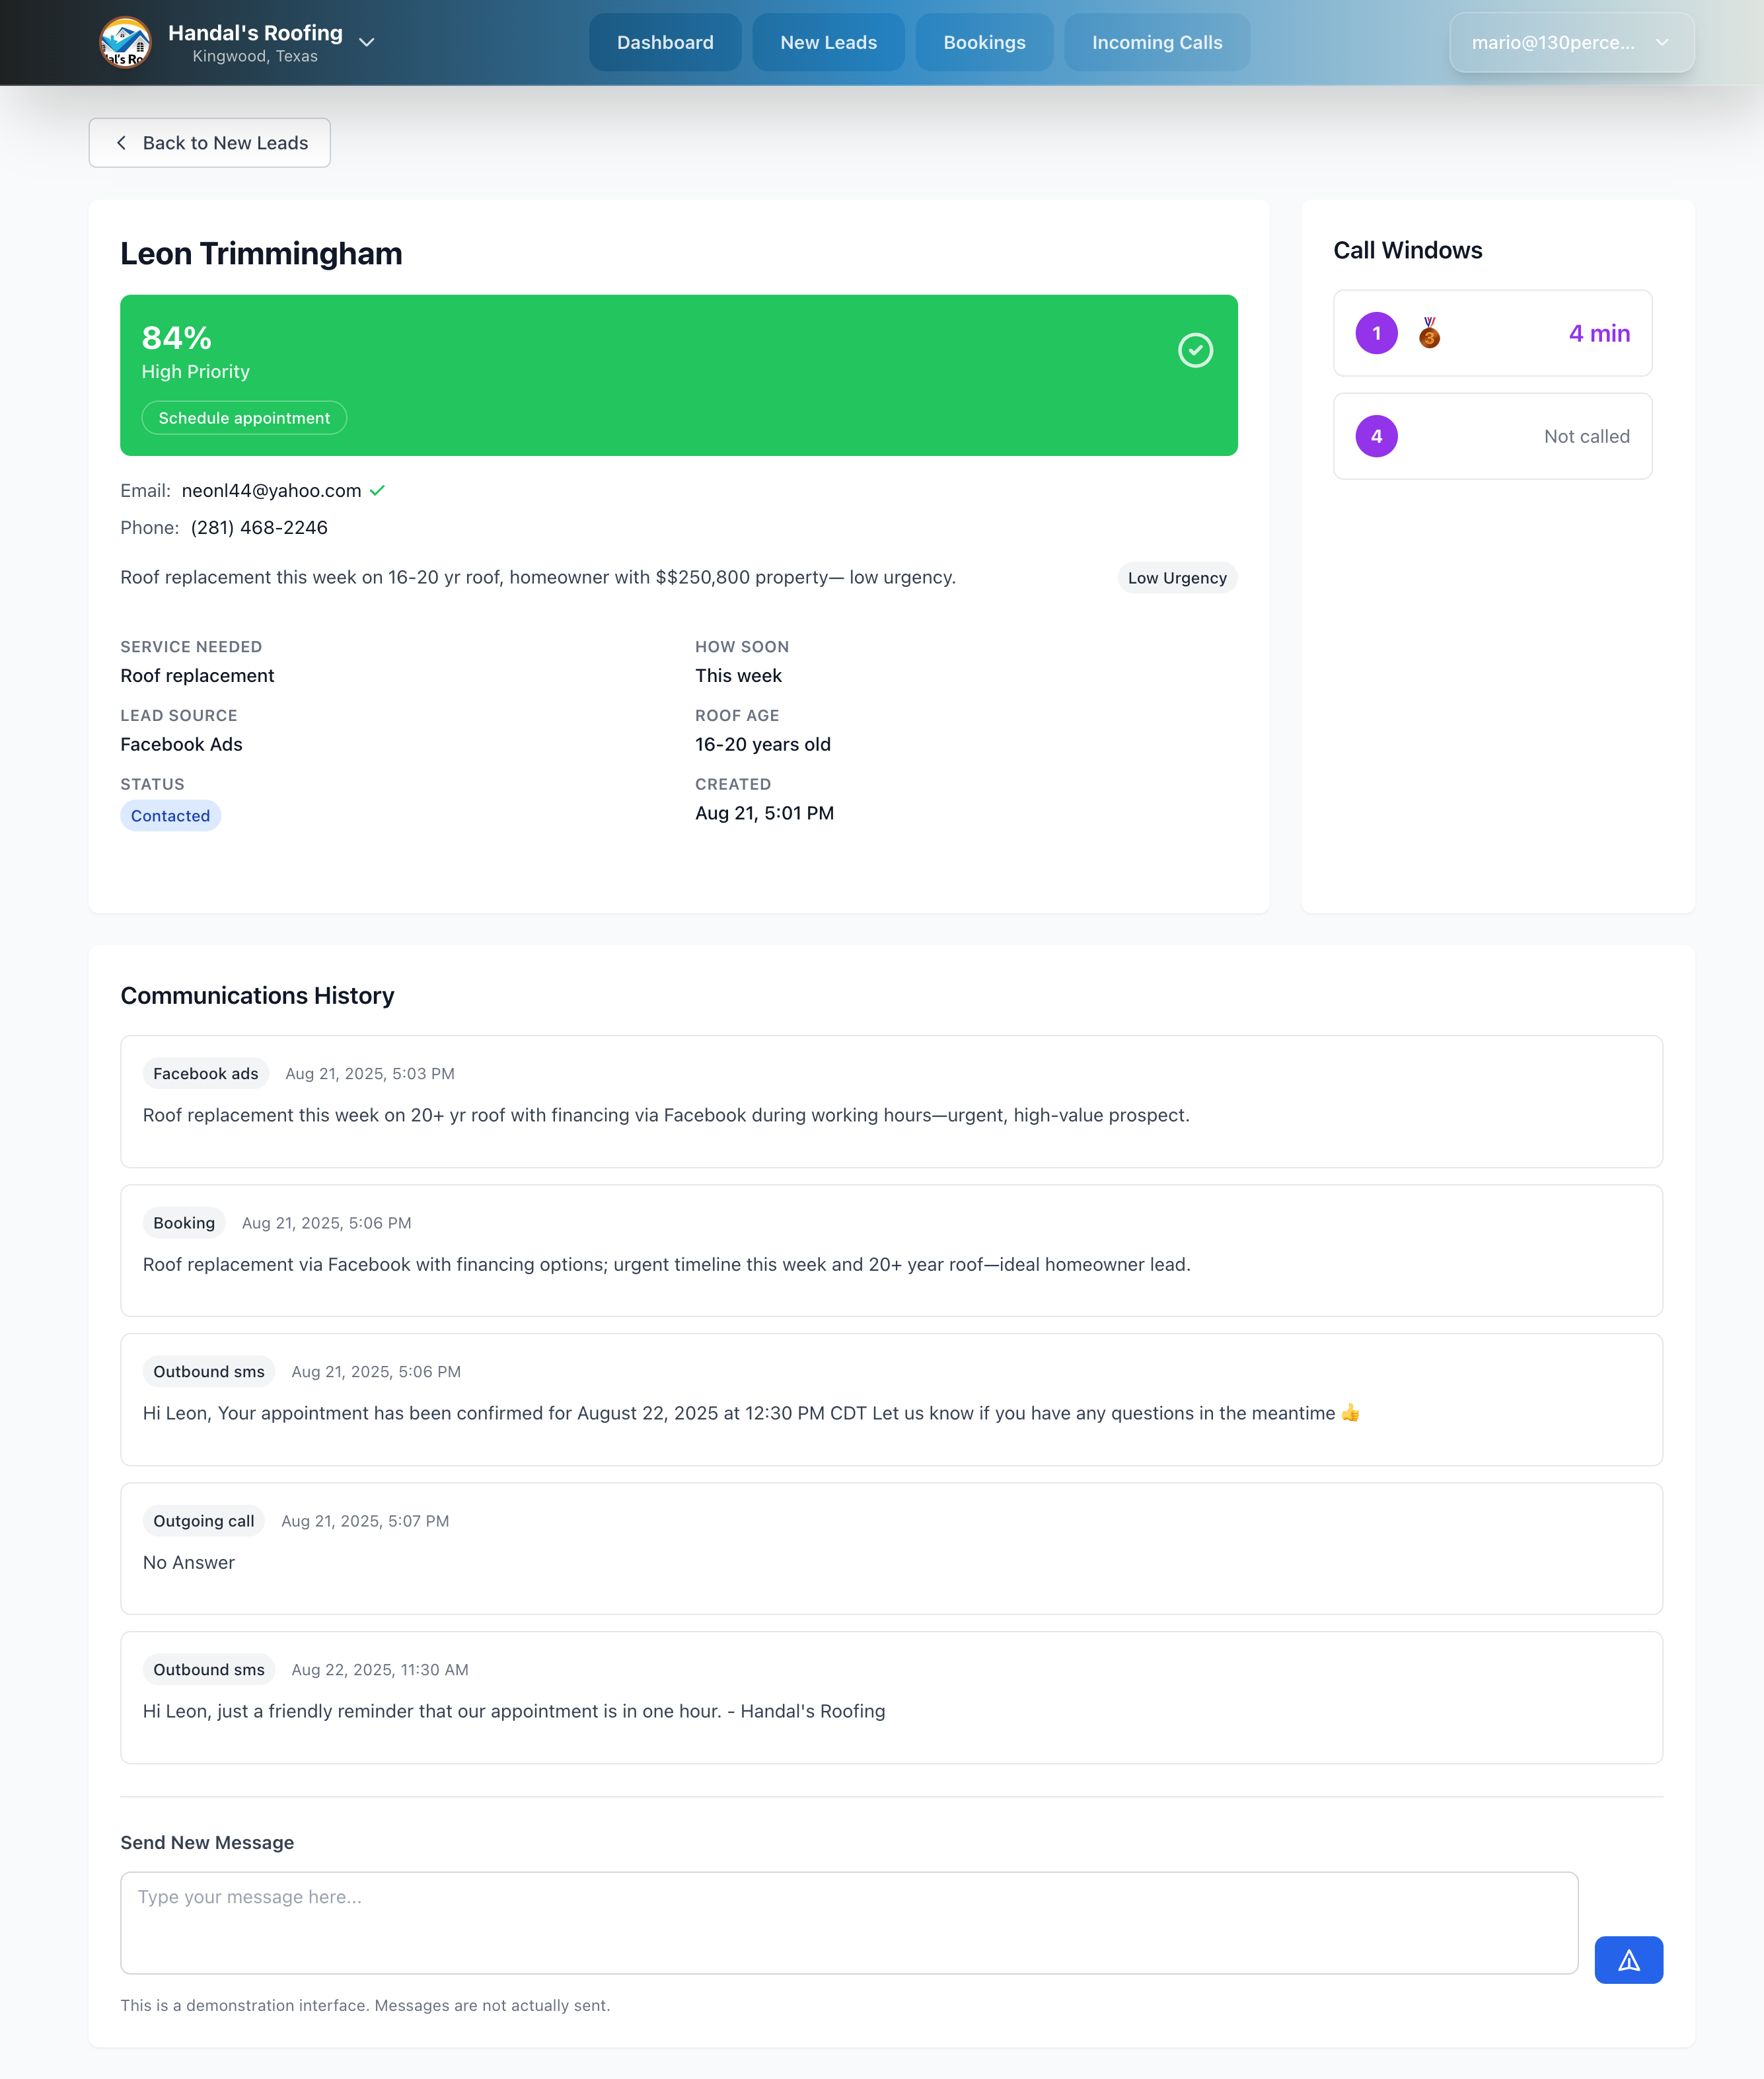 Handal's Roofing
Kingwood, Texas
Dashboard
New Leads
Bookings
Incoming Calls
mario@130perce...
Back to New Leads
Leon Trimmingham
84%
High Priority
Schedule appointment
Email: neonl44@yahoo.com
Phone: (281) 468-2246
Roof replacement this week on 16-20 yr roof, homeowner with $$250,800 property— low urgency.
Low Urgency
SERVICE NEEDED
Roof replacement
HOW SOON
This week
LEAD SOURCE
Facebook Ads
ROOF AGE
16-20 years old
STATUS
Contacted
CREATED
Aug 21, 5:01 PM
Call Windows
1 🥉 4 min
4 Not called
Communications History
Facebook ads Aug 21, 2025, 5:03 PM
Roof replacement this week on 20+ yr roof with financing via Facebook during working hours—urgent, high-value prospect.
Booking Aug 21, 2025, 5:06 PM
Roof replacement via Facebook with financing options; urgent timeline this week and 20+ year roof—ideal homeowner lead.
Outbound sms Aug 21, 2025, 5:06 PM
Hi Leon, Your appointment has been confirmed for August 22, 2025 at 12:30 PM CDT Let us know if you have any questions in the meantime 👍
Outgoing call Aug 21, 2025, 5:07 PM
No Answer
Outbound sms Aug 22, 2025, 11:30 AM
Hi Leon, just a friendly reminder that our appointment is in one hour. - Handal's Roofing
Send New Message
Type your message here...
This is a demonstration interface. Messages are not actually sent.